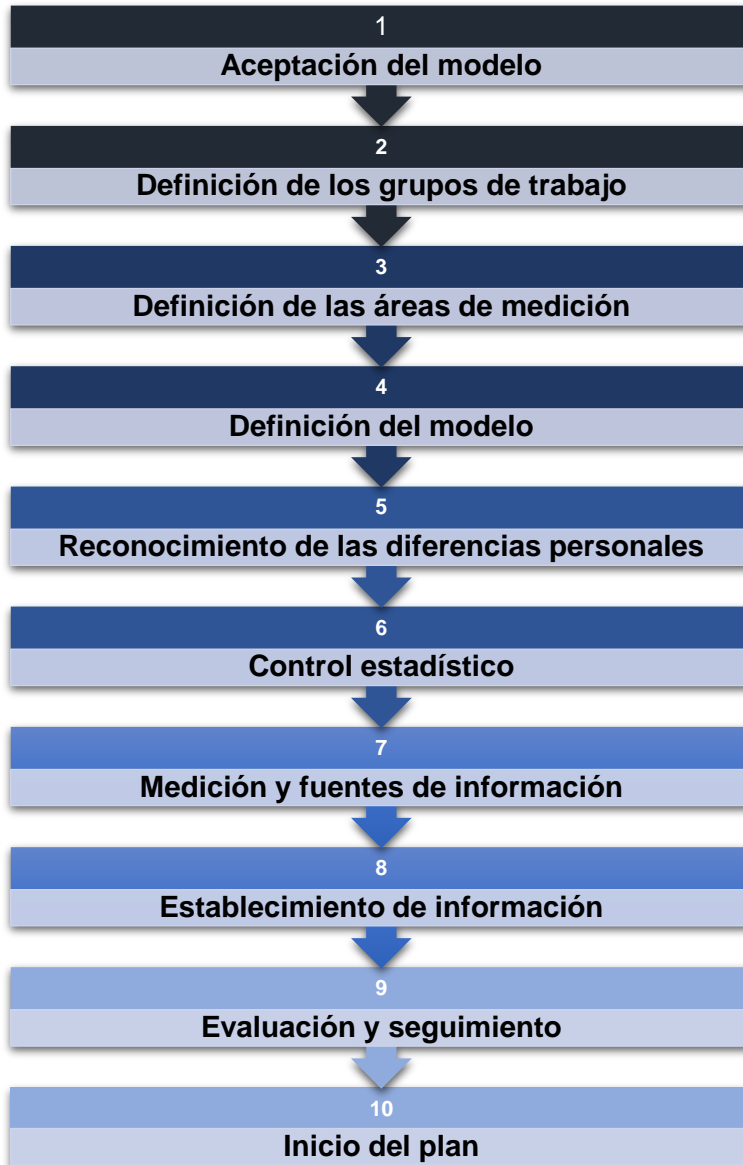 1
Aceptación del modelo
2
Definición de los grupos de trabajo
3
Definición de las áreas de medición
4
Definición del modelo
5
Reconocimiento de las diferencias personales
6
Control estadístico
7
Medición y fuentes de información
8
Establecimiento de información
9
Evaluación y seguimiento
10
Inicio del plan